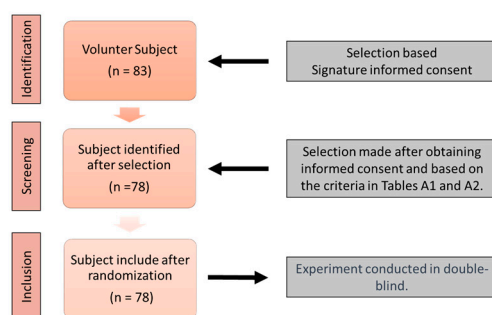 Identification
Volunter Subject
(n = 83)
Selection based
Signature informed consent
Screening
Subject identified
after selection
(n =78)
Selection made after obtaining
informed consent and based on
the criteria in Tables A1 and A2.
Inclusion
Subject include after
randomization
(n = 78)
Experiment conducted in double-
blind.